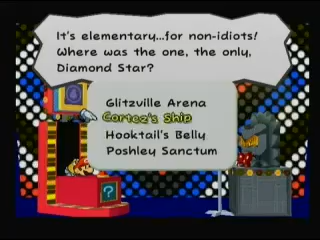 It's elementary...for non-idiots!
Where was the one, the only,
Diamond Star?
Glitzville Arena
Cortez's Ship
Hooktail's Belly
Poshley Sanctum
?